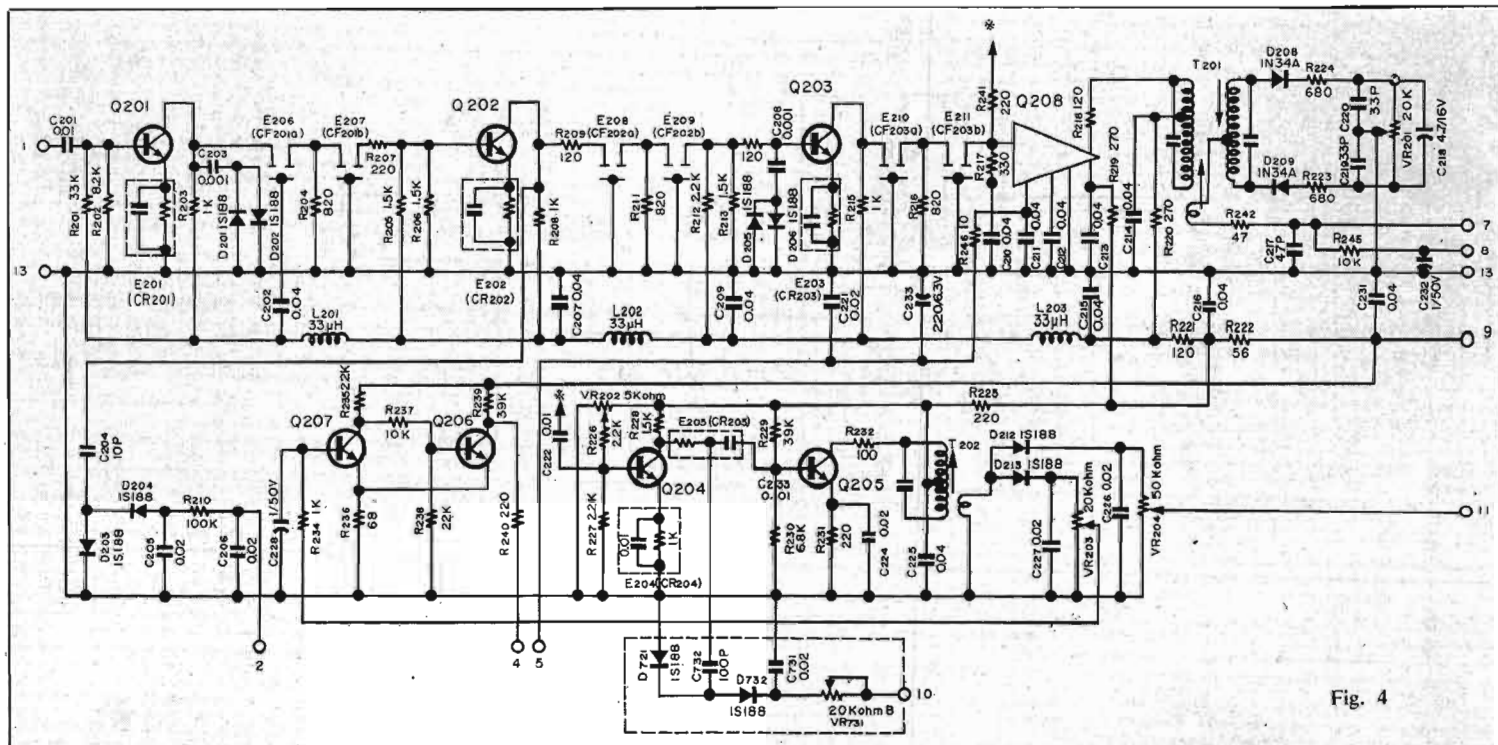 Q201
C201
0.01
1
R201 33K
R202 8.2K
E201
(CR201)
R203
1K
C203
0.001
D201 1S188
D202 1S188
E206
(CF201a)
E207
(CF201b)
R204
820
C202
0.04
L201
33µH
R207
220
R205 1.5K
R206 1.5K
Q202
E202
(CR202)
R208 1K
R209
120
C207 0.04
E208
(CF202a)
E209
(CF202b)
R211
820
L202
33µH
R212 2.2K
R213 1.5K
120
C208
0.001
C209
0.04
D205
D206
1S188
Q203
E203
(CR203)
C221
0.02
R215
1K
E210
(CF203a)
E211
(CF203b)
R216
820
C233
220/6.3V
※
R241
220
R217
330
Q208
R246 10
C210 0.04
C211 0.04
C212 0.04
C213
0.04
R218 120
R219 270
C214 0.04
R220 270
L203
33µH
C215
0.04
T201
D208
1N34A
R224
680
D209
1N34A
R223
680
C220
33P
C219 33P
VR201
20K
C218 4.7/16V
R242
47
C217
47P
R245
10K
C216
0.04
C231
0.04
C232
1/50V
R221
120
R222
56
7
8
13
9
13
C204
10P
D204
1S188
R210
100K
D203
1S188
C205
0.02
C206
0.02
2
C228 1/50V
R234 1K
Q207
R235 22K
R237
10K
Q206
R239
39K
R236
68
R238
22K
R240 220
4
5
※
C222
0.01
VR202 5Kohm
R226
2.2K
R227 2.2K
R228
1.5K
Q204
E205 (CR205)
0.01
1K
E204(CR204)
R229
39K
C233
0.001
Q205
R230
6.8K
R231
220
R232
100
C224 0.02
C225
0.04
R225
220
T202
D212 1S188
D213 1S188
C227 0.02
VR203
20Kohm
C226 0.02
VR204
50Kohm
11
D721
1S188
C732
100P
D732
1S188
C731
0.02
20Kohm B
VR731
10
Fig. 4